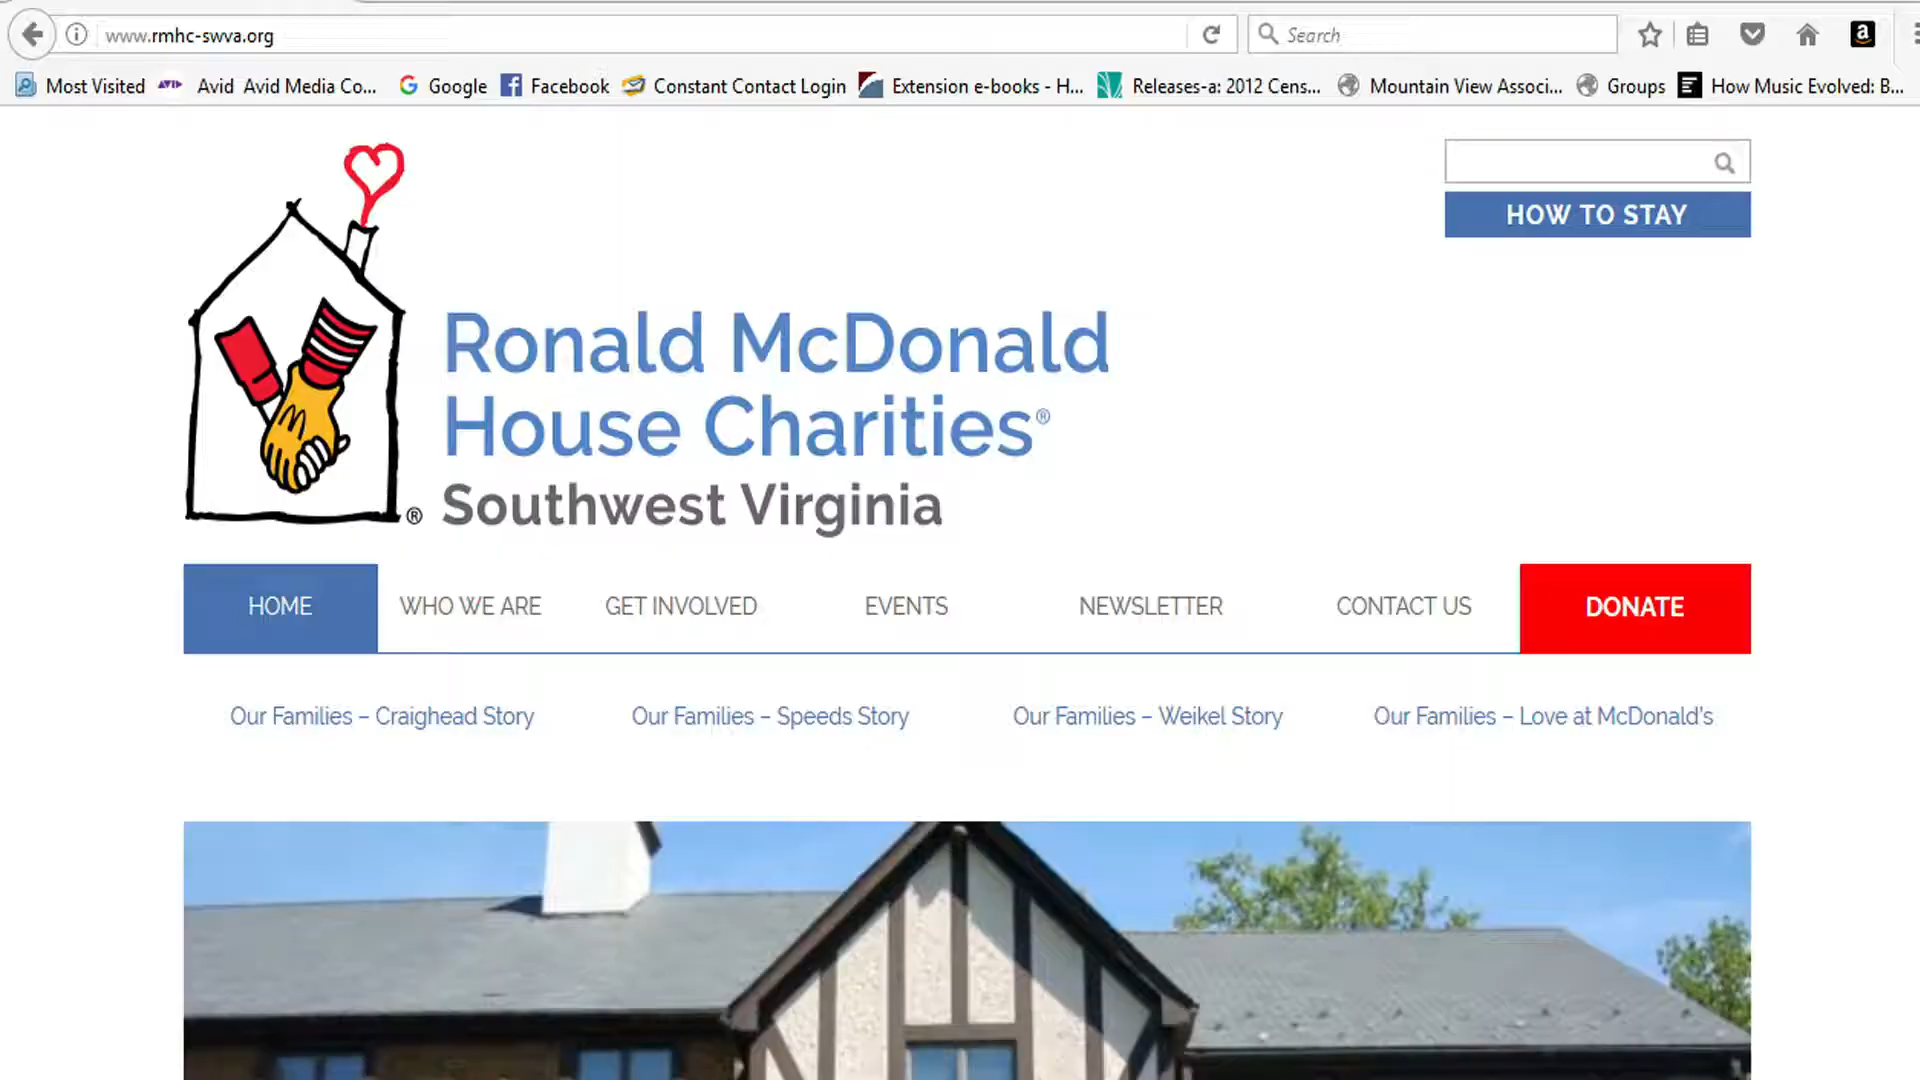 www.rmhc-swva.org
Search
Most Visited Avid Avid Media Co... Google Facebook Constant Contact Login Extension e-books - H... Releases-a: 2012 Cens... Mountain View Associ... Groups How Music Evolved: B...
HOW TO STAY
Ronald McDonald
House Charities®
® Southwest Virginia
HOME WHO WE ARE GET INVOLVED EVENTS NEWSLETTER CONTACT US DONATE
Our Families – Craighead Story Our Families – Speeds Story Our Families – Weikel Story Our Families – Love at McDonald's